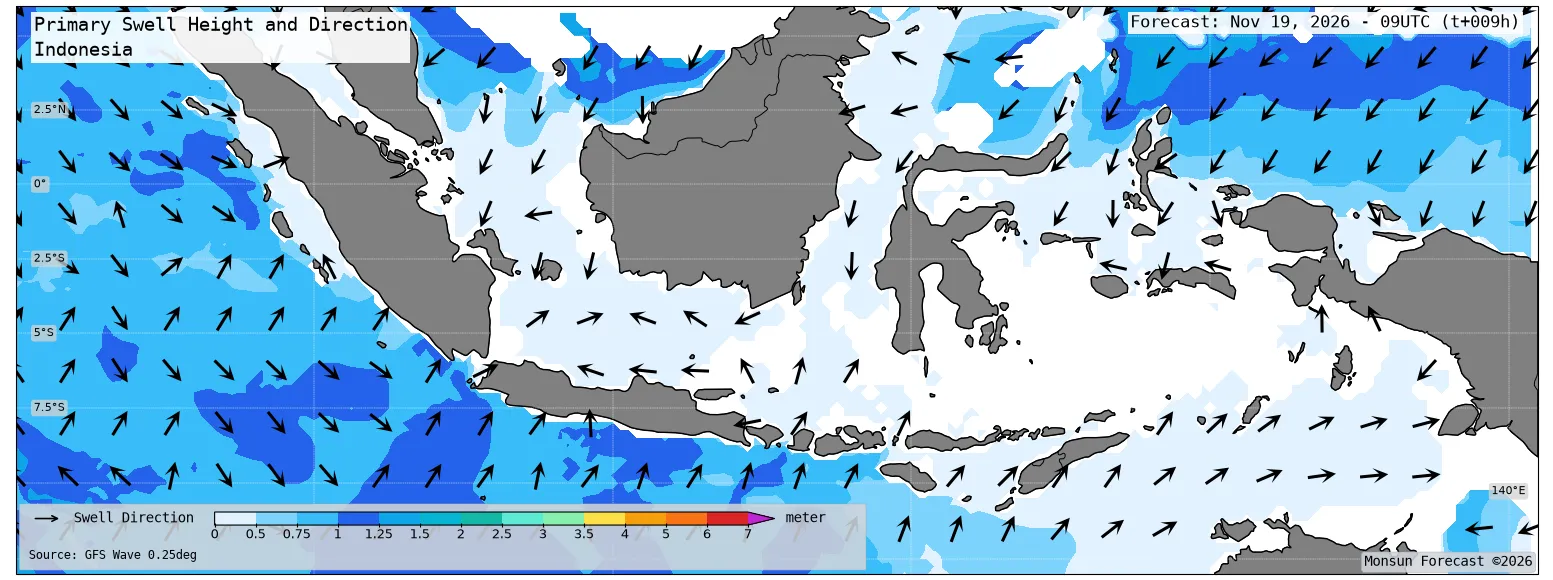 Primary Swell Height and Direction
Indonesia
Forecast: Nov 19, 2026 - 09UTC (t+009h)
2.5°N
0°
2.5°S
5°S
7.5°S
140°E
Swell Direction
0 0.5 0.75 1 1.25 1.5 2 2.5 3 3.5 4 5 6 7
meter
Source: GFS Wave 0.25deg
Monsun Forecast ©2026